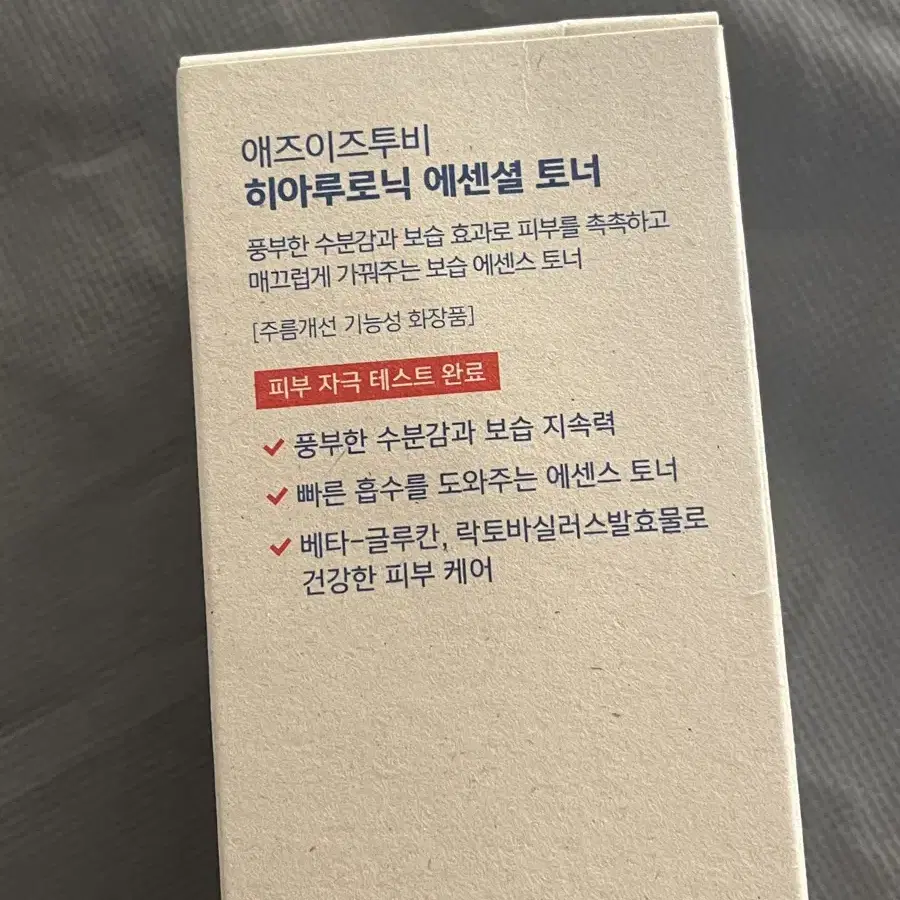 애즈이즈투비
히아루로닉 에센셜 토너
풍부한 수분감과 보습 효과로 피부를 촉촉하고
매끄럽게 가꿔주는 보습 에센스 토너
[주름개선 기능성 화장품]
피부 자극 테스트 완료
풍부한 수분감과 보습 지속력
빠른 흡수를 도와주는 에센스 토너
베타-글루칸, 락토바실러스발효물로
건강한 피부 케어